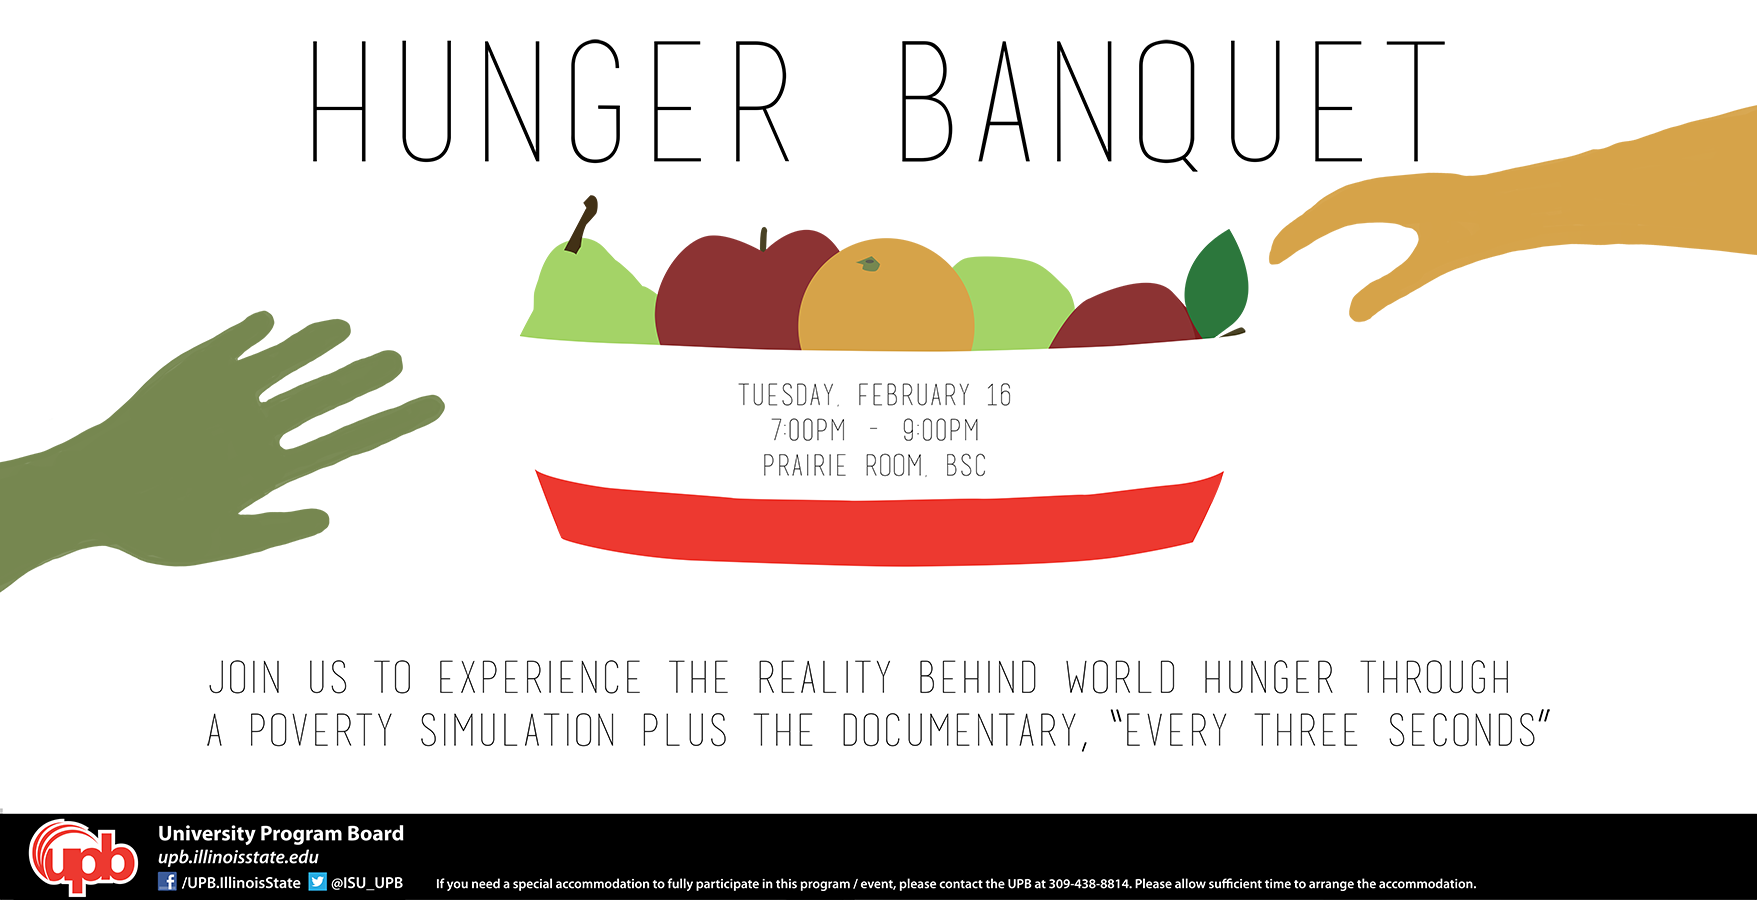 HUNGER BANQUET
TUESDAY, FEBRUARY 16
7:00PM - 9:00PM
PRAIRIE ROOM, BSC
JOIN US TO EXPERIENCE THE REALITY BEHIND WORLD HUNGER THROUGH
A POVERTY SIMULATION PLUS THE DOCUMENTARY, "EVERY THREE SECONDS"
upb
University Program Board
upb.illinoisstate.edu
/UPB.IllinoisState @ISU_UPB
If you need a special accommodation to fully participate in this program / event, please contact the UPB at 309-438-8814. Please allow sufficient time to arrange the accommodation.